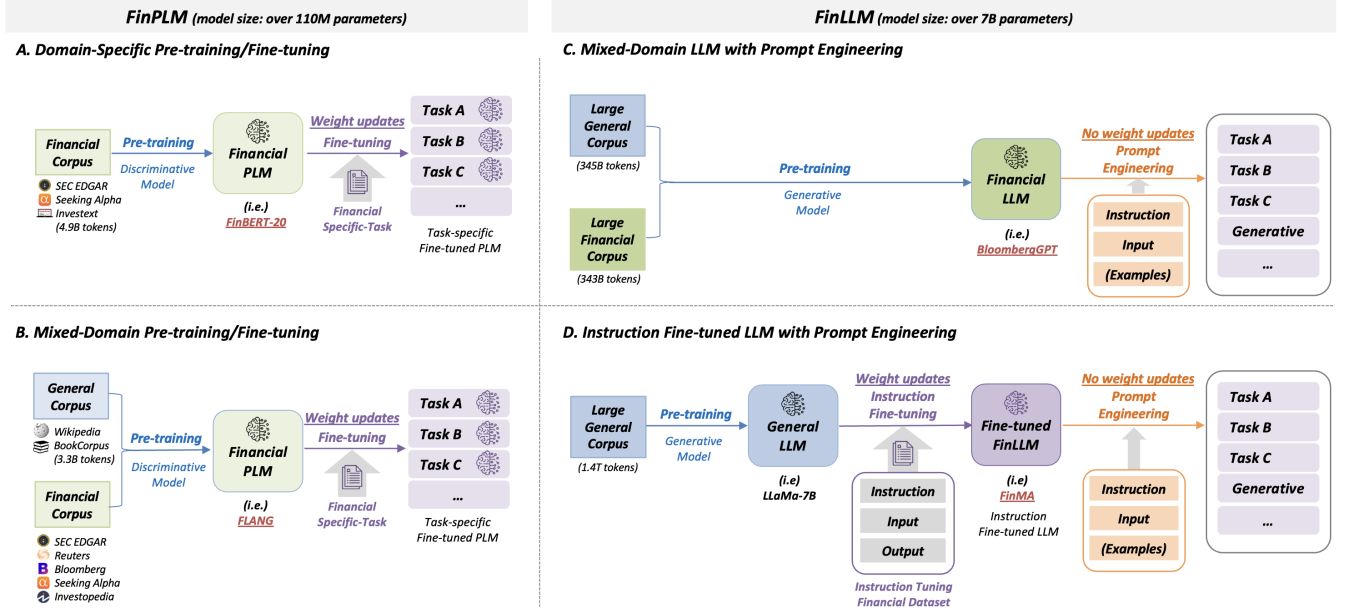 FinPLM (model size: over 110M parameters)
FinLLM (model size: over 7B parameters)
A. Domain-Specific Pre-training/Fine-tuning
Financial
Corpus
SEC EDGAR
Seeking Alpha
Investext
(4.9B tokens)
Pre-training
Discriminative
Model
Financial
PLM
(i.e.)
FinBERT-20
Weight updates
Fine-tuning
Financial
Specific-Task
Task A
Task B
Task C
...
Task-specific
Fine-tuned PLM
C. Mixed-Domain LLM with Prompt Engineering
Large
General
Corpus
(345B tokens)
Large
Financial
Corpus
(343B tokens)
Pre-training
Generative
Model
Financial
LLM
(i.e.)
BloombergGPT
No weight updates
Prompt
Engineering
Instruction
Input
(Examples)
Task A
Task B
Task C
Generative
...
B. Mixed-Domain Pre-training/Fine-tuning
General
Corpus
Wikipedia
BookCorpus
(3.3B tokens)
Financial
Corpus
SEC EDGAR
Reuters
Bloomberg
Seeking Alpha
Investopedia
Pre-training
Discriminative
Model
Financial
PLM
(i.e.)
FLANG
Weight updates
Fine-tuning
Financial
Specific-Task
Task A
Task B
Task C
...
Task-specific
Fine-tuned PLM
D. Instruction Fine-tuned LLM with Prompt Engineering
Large
General
Corpus
(1.4T tokens)
Pre-training
Generative
Model
General
LLM
(i.e)
LLaMa-7B
Weight updates
Instruction
Fine-tuning
Instruction
Input
Output
Instruction Tuning
Financial Dataset
Fine-tuned
FinLLM
(i.e)
FinMA
Instruction
Fine-tuned LLM
No weight updates
Prompt
Engineering
Instruction
Input
(Examples)
Task A
Task B
Task C
Generative
...